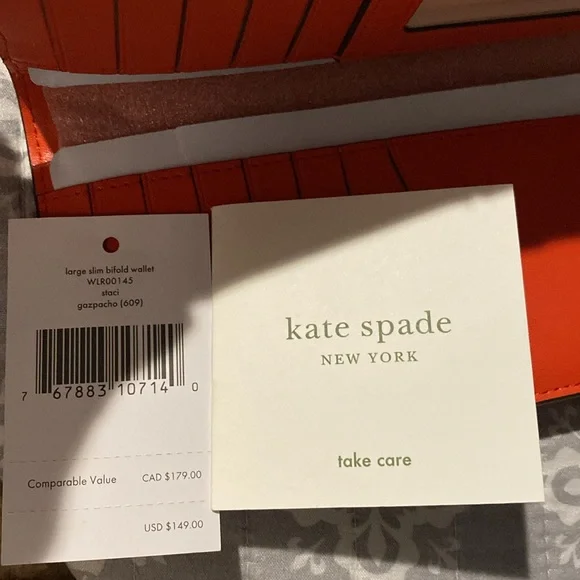 large slim bifold wallet
WLR00145
staci
gazpacho (609)
7 67883 10714 0
Comparable Value CAD $179.00
USD $149.00
kate spade
NEW YORK
take care